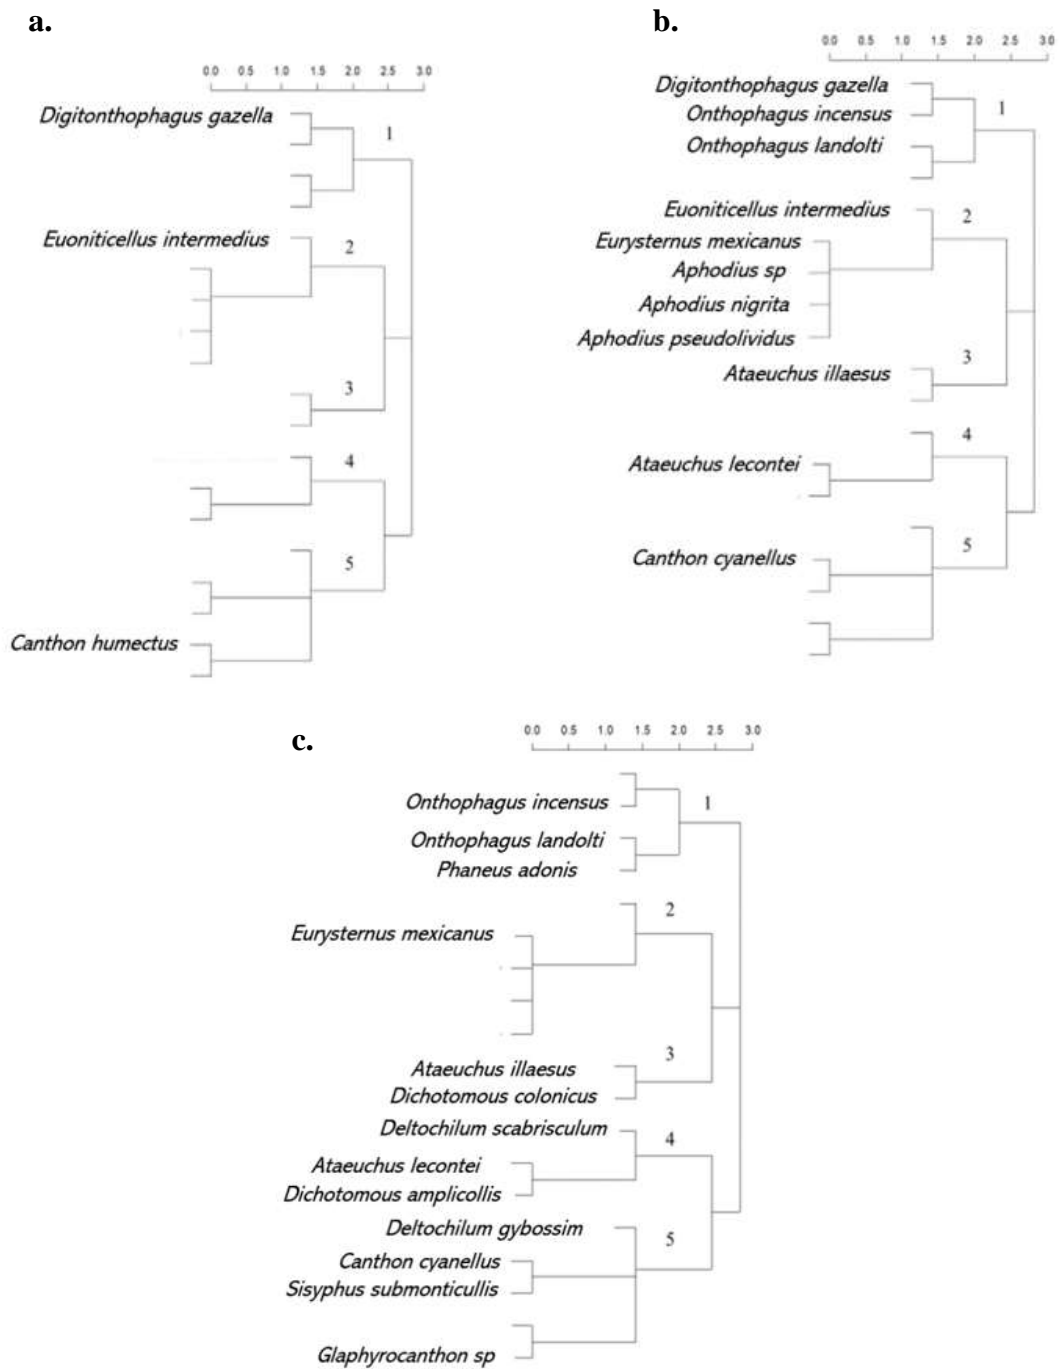 a.
0.0 0.5 1.0 1.5 2.0 2.5 3.0
Digitonthophagus gazella
1
Euoniticellus intermedius
2
3
4
5
Canthon humectus
b.
0.0 0.5 1.0 1.5 2.0 2.5 3.0
Digitonthophagus gazella
1
Onthophagus incensus
Onthophagus landolti
Euoniticellus intermedius
2
Eurysternus mexicanus
Aphodius sp
Aphodius nigrita
Aphodius pseudolividus
3
Ataeuchus illaesus
4
Ataeuchus lecontei
5
Canthon cyanellus
c.
0.0 0.5 1.0 1.5 2.0 2.5 3.0
Onthophagus incensus
1
Onthophagus landolti
Phaneus adonis
2
Eurysternus mexicanus
3
Ataeuchus illaesus
Dichotomous colonicus
Deltochilum scabrisculum
4
Ataeuchus lecontei
Dichotomous amplicollis
Deltochilum gybossim
5
Canthon cyanellus
Sisyphus submonticullis
Glaphyrocanthon sp